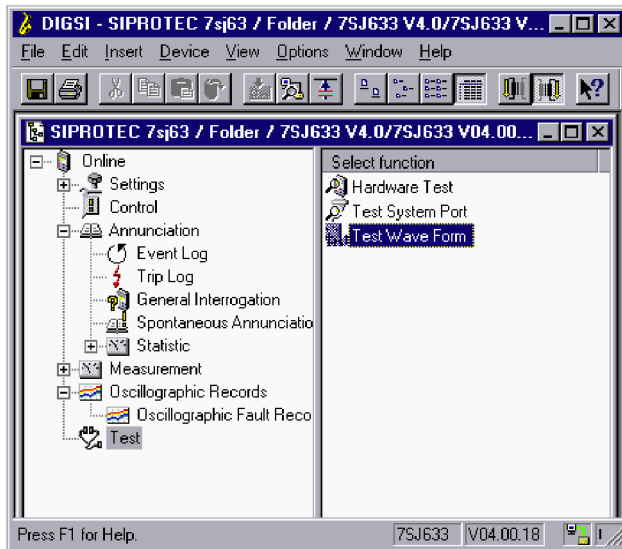 DIGSI - SIPROTEC 7sj63 / Folder / 7SJ633 V4.0/7SJ633 V...
File Edit Insert Device View Options Window Help
SIPROTEC 7sj63 / Folder / 7SJ633 V4.0/7SJ633 V04.00...
Online
Settings
Control
Annunciation
Event Log
Trip Log
General Interrogation
Spontaneous Annunciatio
Statistic
Measurement
Oscillographic Records
Oscillographic Fault Reco
Test
Select function
Hardware Test
Test System Port
Test Wave Form
Press F1 for Help.
7SJ633
V04.00.18